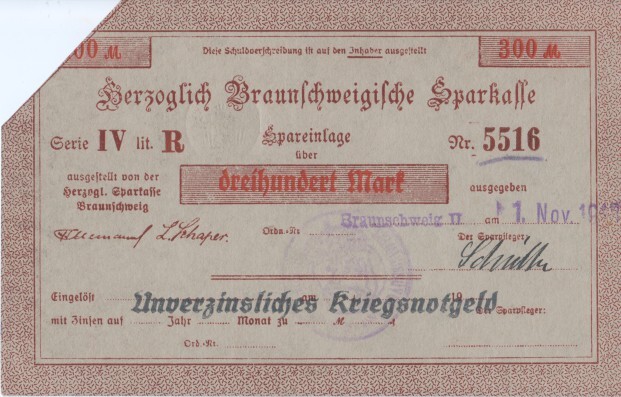 00 M Diese Schuldverschreibung ist auf den Inhaber ausgestellt 300 M
Herzoglich Braunschweigische Sparkasse
Serie IV lit. R Spareinlage Nr. 5516
über
ausgestellt von der dreihundert Mark ausgegeben
Herzogl. Sparkasse
Braunschweig
Braunschweig II am 1. Nov.
L. Schaper. Ordn.-Nr. Der Sparpfleger:
Eingelöst am 19
Unverzinsliches Kriegsnotgeld
Der Sparpfleger:
mit Zinsen auf Jahr Monat zu M
Ord.-Nr.